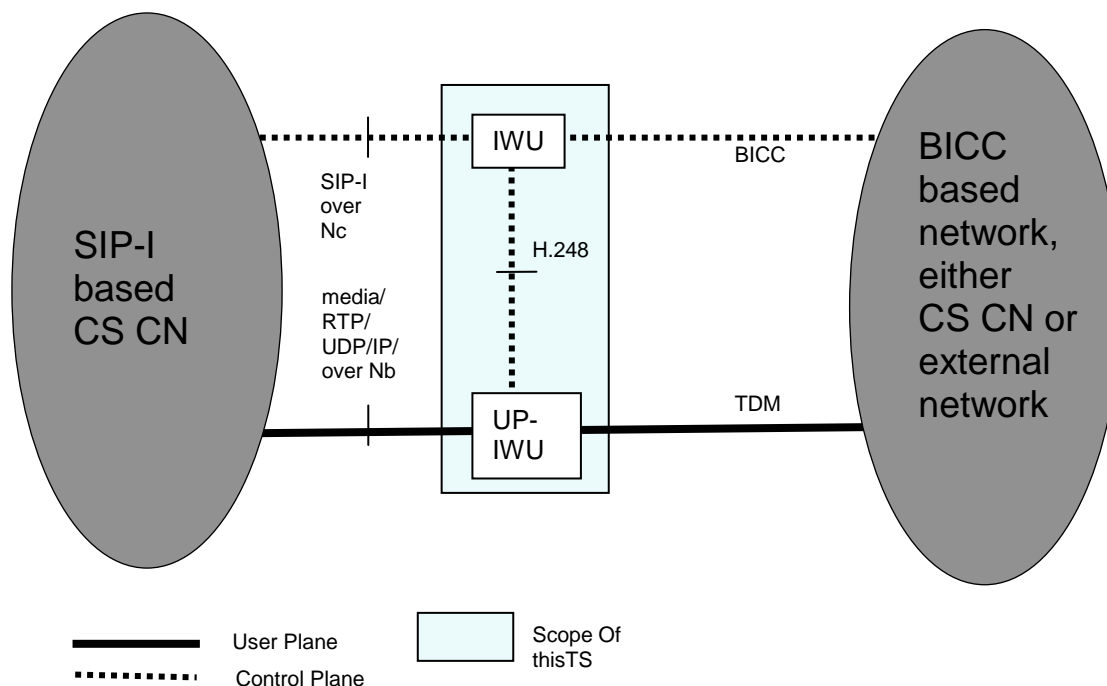 SIP-I
based
CS CN
SIP-I
over
Nc
media/
RTP/
UDP/IP/
over Nb
IWU
H.248
UP-
IWU
BICC
TDM
BICC
based
network,
either
CS CN or
external
network
User Plane
Control Plane
Scope Of
thisTS